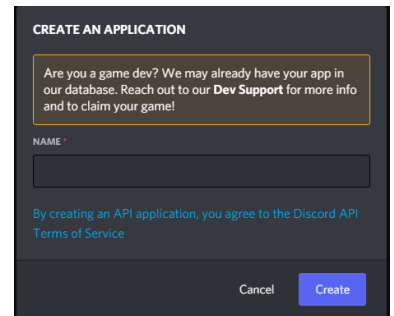 CREATE AN APPLICATION
Are you a game dev? We may already have your app in
our database. Reach out to our Dev Support for more info
and to claim your game!
NAME *
By creating an API application, you agree to the Discord API
Terms of Service
Cancel
Create